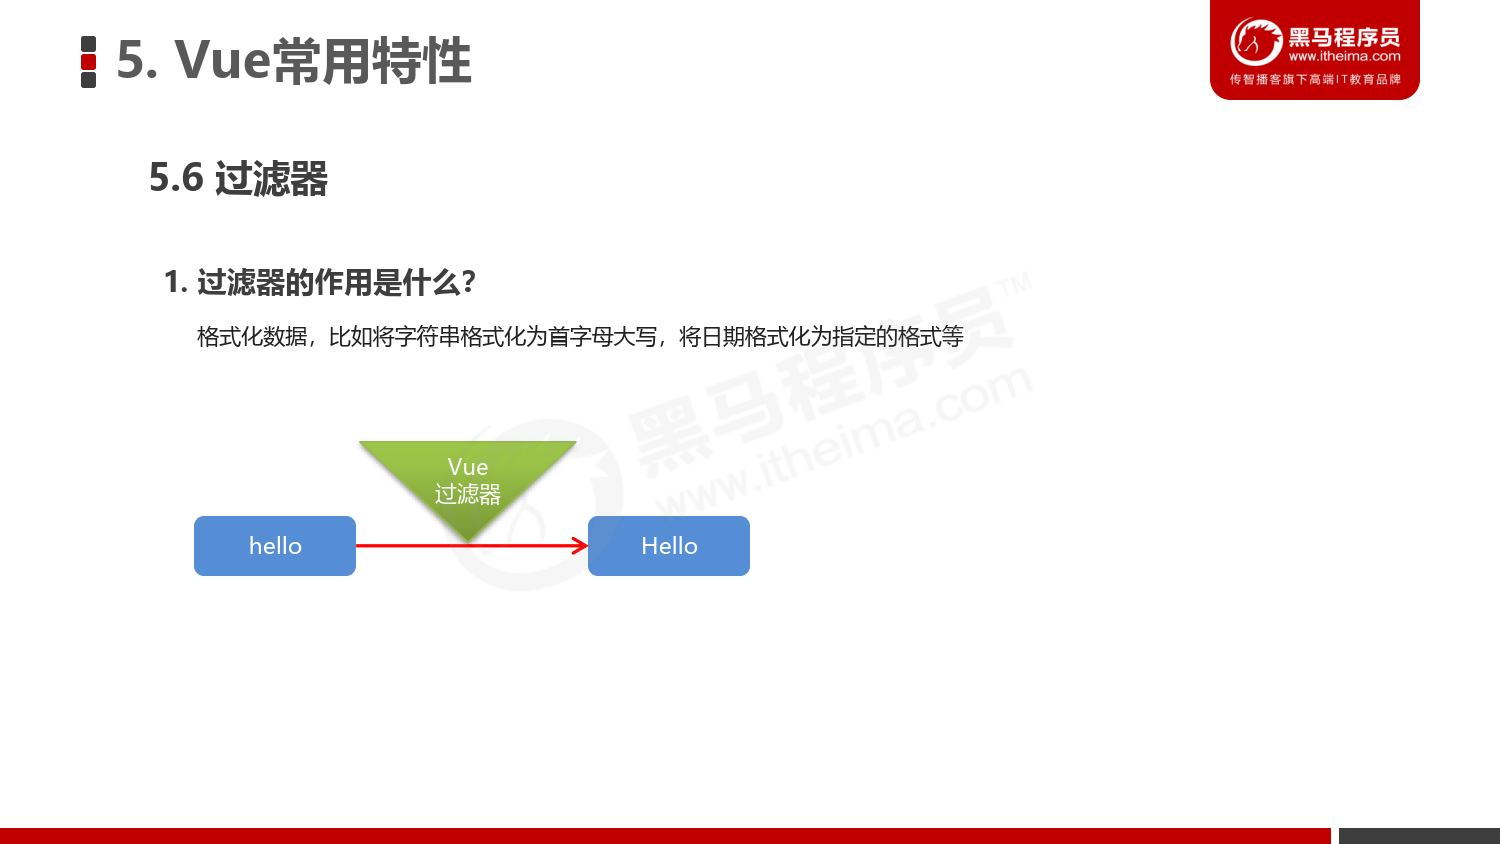 5. Vue常用特性
黑马程序员
www.itheima.com
传智播客旗下高端IT教育品牌
5.6 过滤器
1. 过滤器的作用是什么?
格式化数据，比如将字符串格式化为首字母大写，将日期格式化为指定的格式等
黑马程序员TM
www.itheima.com
Vue
过滤器
hello
Hello